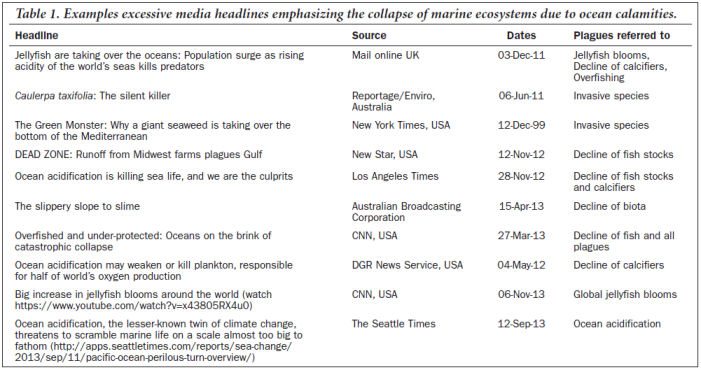 Table 1. Examples excessive media headlines emphasizing the collapse of marine ecosystems due to ocean calamities.
Headline Source Dates Plagues referred to
Jellyfish are taking over the oceans: Population surge as rising Mail online UK 03-Dec-11 Jellyfish blooms,
acidity of the world's seas kills predators Decline of calcifiers,
Overfishing
Caulerpa taxifolia: The silent killer Reportage/Enviro, 06-Jun-11 Invasive species
Australia
The Green Monster: Why a giant seaweed is taking over the New York Times, USA 12-Dec-99 Invasive species
bottom of the Mediterranean
DEAD ZONE: Runoff from Midwest farms plagues Gulf New Star, USA 12-Nov-12 Decline of fish stocks
Ocean acidification is killing sea life, and we are the culprits Los Angeles Times 28-Nov-12 Decline of fish stocks
and calcifiers
The slippery slope to slime Australian Broadcasting 15-Apr-13 Decline of biota
Corporation
Overfished and under-protected: Oceans on the brink of CNN, USA 27-Mar-13 Decline of fish and all
catastrophic collapse plagues
Ocean acidification may weaken or kill plankton, responsible DGR News Service, USA 04-May-12 Decline of calcifiers
for half of world's oxygen production
Big increase in jellyfish blooms around the world (watch CNN, USA 06-Nov-13 Global jellyfish blooms
https://www.youtube.com/watch?v=x43805RX4u0)
Ocean acidification, the lesser-known twin of climate change, The Seattle Times 12-Sep-13 Ocean acidification
threatens to scramble marine life on a scale almost too big to
fathom (http://apps.seattletimes.com/reports/sea-change/
2013/sep/11/pacific-ocean-perilous-turn-overview/)